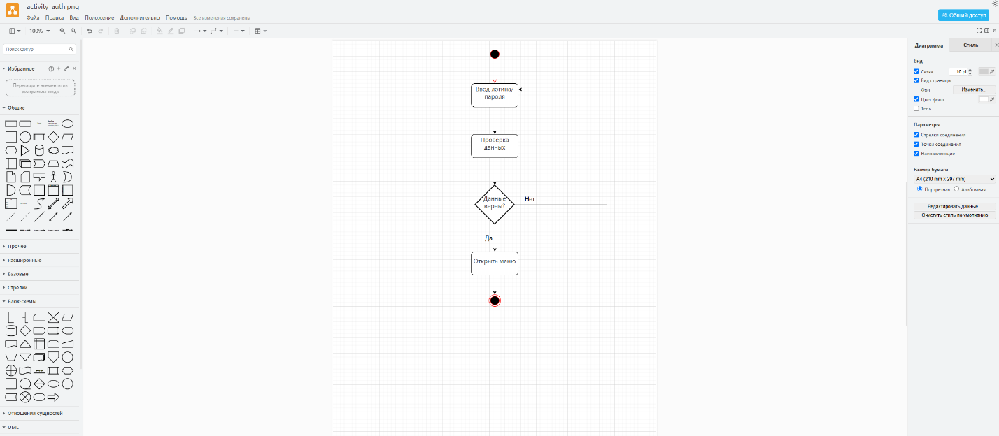 activity_auth.png
Файл Правка Вид Положение Дополнительно Помощь Все изменения сохранены
Общий доступ
100%
Поиск фигур
Избранное
Перетащите элементы из
диаграммы сюда
Общие
Прочее
Расширенные
Базовые
Стрелки
Блок-схемы
Отношения сущностей
UML
Ввод логина/
пароля
Проверка
данных
Данные
верны?
Нет
Да
Открыть меню
Диаграмма Стиль
Вид
Сетка 10 pt
Вид страницы
Фон Изменить...
Цвет фона
Тень
Параметры
Стрелки соединения
Точки соединения
Направляющие
Размер бумаги
A4 (210 mm x 297 mm)
Портретная Альбомная
Редактировать данные...
Очистить стиль по умолчанию